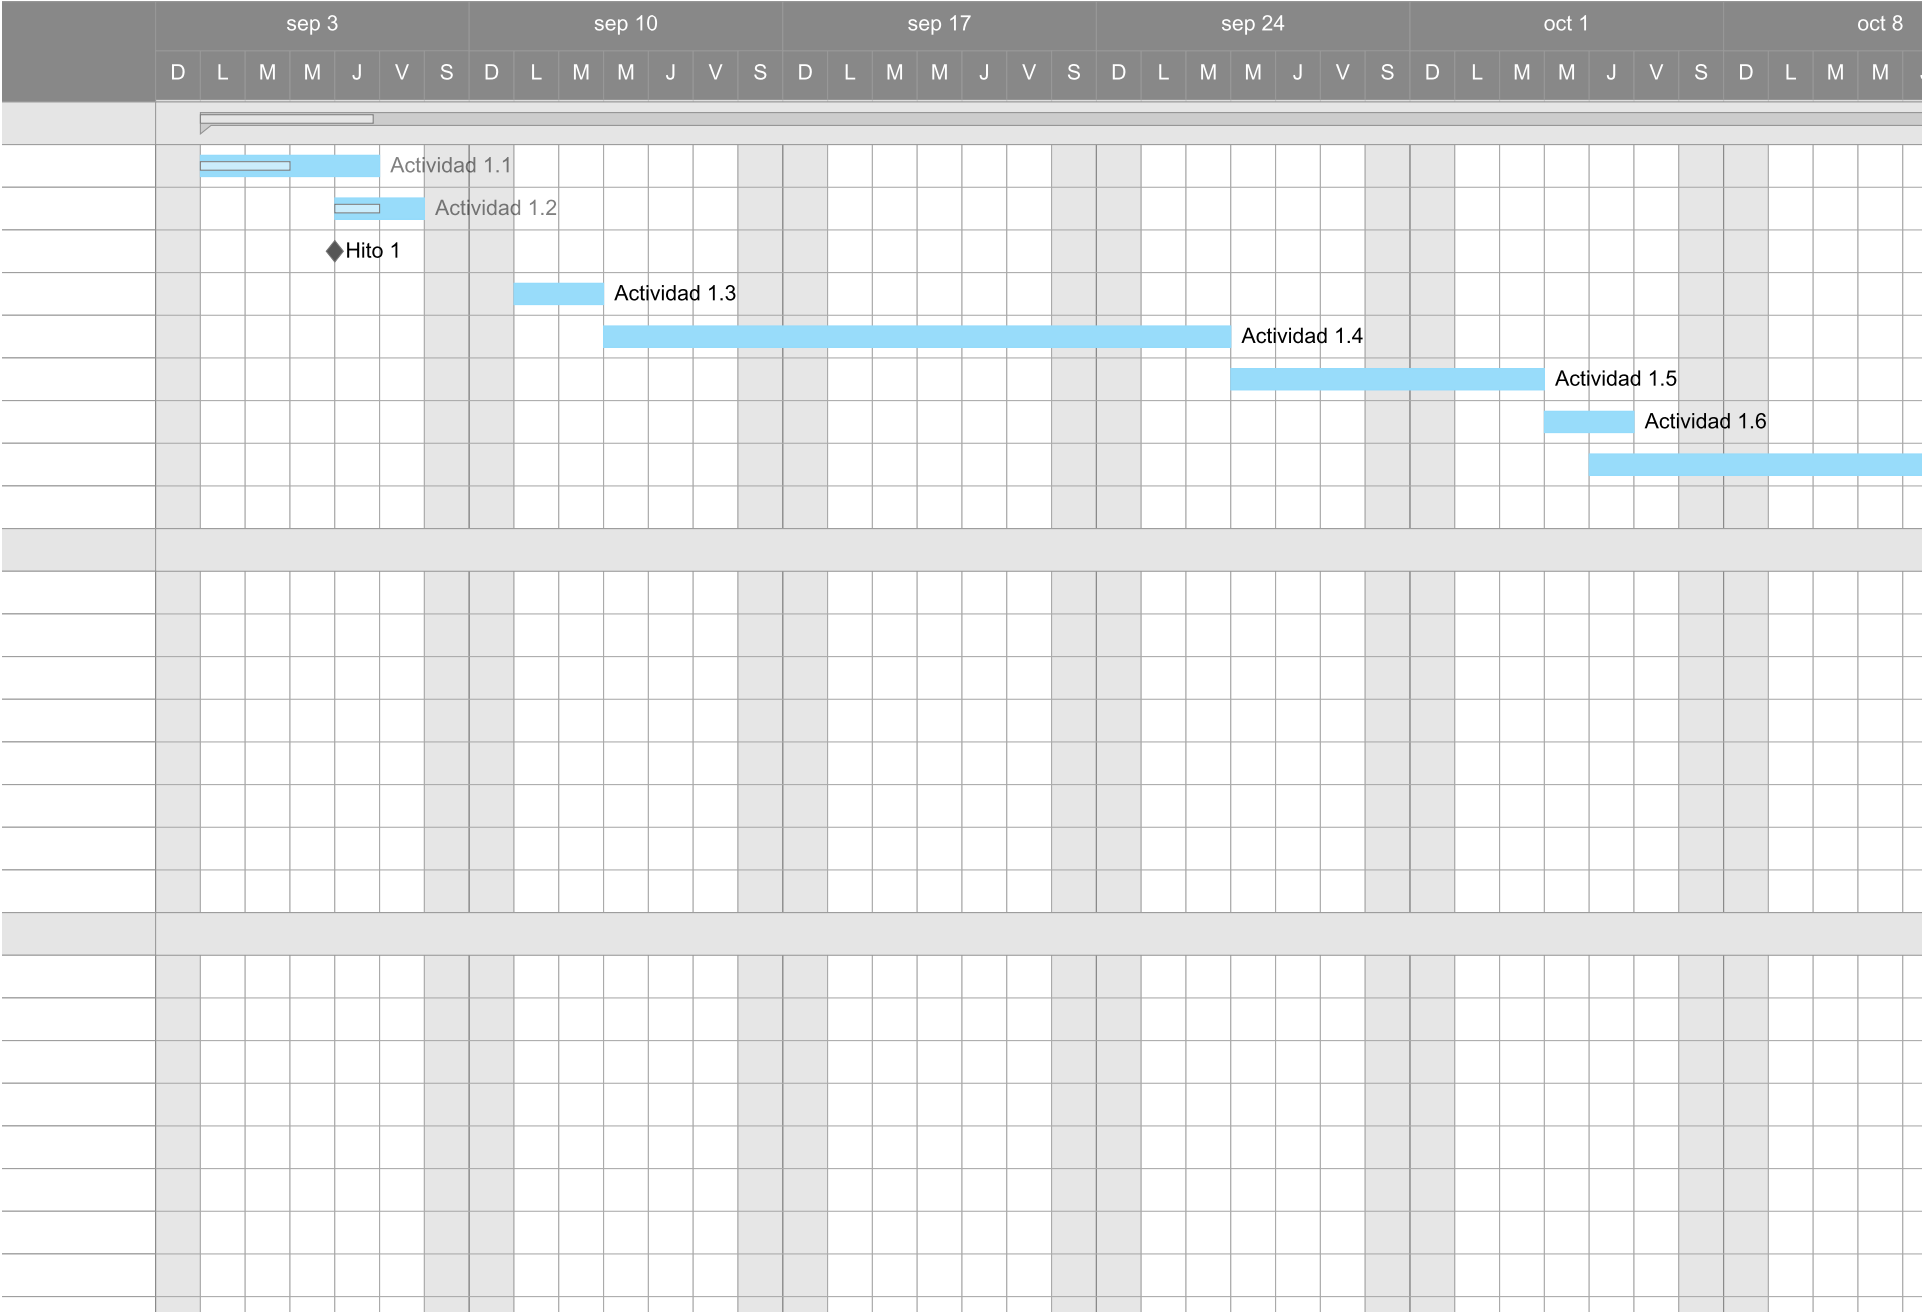 sep 3 sep 10 sep 17 sep 24 oct 1 oct 8
D L M M J V S D L M M J V S D L M M J V S D L M M J V S D L M M J V S D L M M
Actividad 1.1
Actividad 1.2
Hito 1
Actividad 1.3
Actividad 1.4
Actividad 1.5
Actividad 1.6